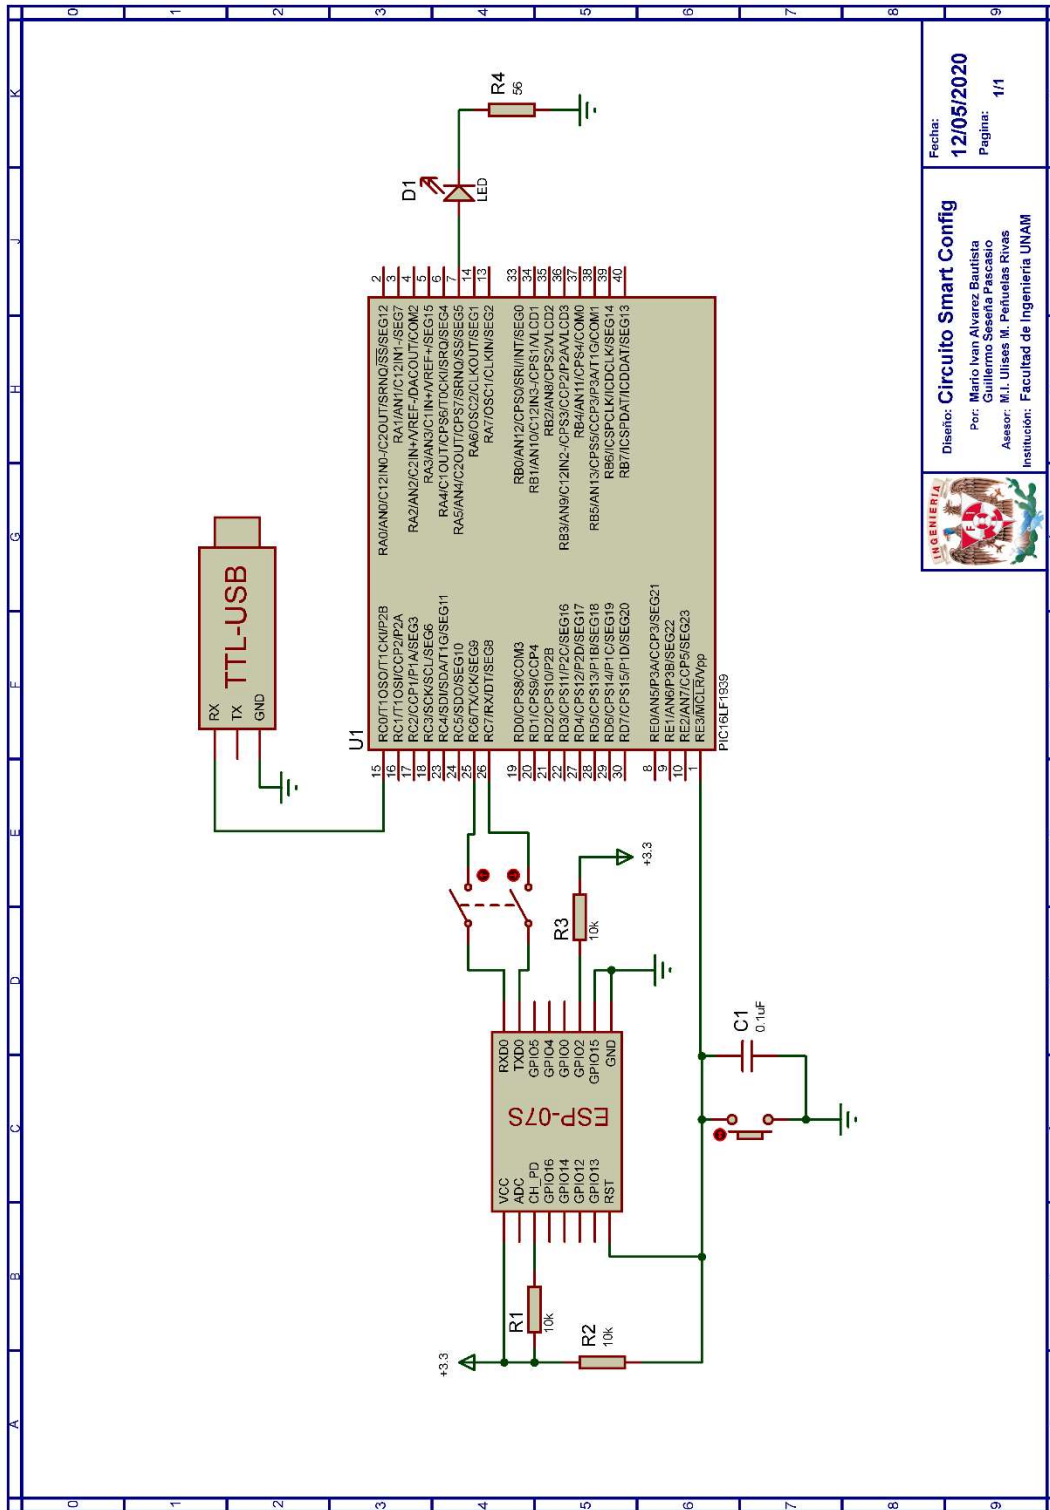 A B C D E F G H J K
0 1 2 3 4 5 6 7 8 9
0 1 2 3 4 5 6 7 8 9
TTL-USB
RX
TX
GND
U1
PIC16LF1939
15 RC0/T1OSO/T1CKI/P2B
16 RC1/T1OSI/CCP2/P2A
17 RC2/CCP1/P1A/SEG3
18 RC3/SCK/SCL/SEG6
23 RC4/SDI/SDA/T1G/SEG11
24 RC5/SDO/SEG10
25 RC6/TX/CK/SEG9
26 RC7/RX/DT/SEG8
19 RD0/CPS8/COM3
20 RD1/CPS9/CCP4
21 RD2/CPS10/P2B
22 RD3/CPS11/P2C/SEG16
27 RD4/CPS12/P2D/SEG17
28 RD5/CPS13/P1B/SEG18
29 RD6/CPS14/P1C/SEG19
30 RD7/CPS15/P1D/SEG20
8 RE0/AN5/P3A/CCP3/SEG21
9 RE1/AN6/P3B/SEG22
10 RE2/AN7/CCP5/SEG23
1 RE3/MCLR/Vpp
RA0/AN0/C12IN0-/C2OUT/SRNQ/SS/SEG12 2
RA1/AN1/C12IN1-/SEG7 3
RA2/AN2/C2IN+/VREF-/DACOUT/COM2 4
RA3/AN3/C1IN+/VREF+/SEG15 5
RA4/C1OUT/CPS6/T0CKI/SRQ/SEG4 6
RA5/AN4/C2OUT/CPS7/SRNQ/SS/SEG5 7
RA6/OSC2/CLKOUT/SEG1 14
RA7/OSC1/CLKIN/SEG2 13
RB0/AN12/CPS0/SRI/INT/SEG0 33
RB1/AN10/C12IN3-/CPS1/VLCD1 34
RB2/AN8/CPS2/VLCD2 35
RB3/AN9/C12IN2-/CPS3/CCP2/P2A/VLCD3 36
RB4/AN11/CPS4/COM0 37
RB5/AN13/CPS5/CCP3/P3A/T1G/COM1 38
RB6/ICSPCLK/ICDCLK/SEG14 39
RB7/ICSPDAT/ICDDAT/SEG13 40
D1
LED
R4
56
ESP-07S
VCC
ADC
CH_PD
GPIO16
GPIO14
GPIO12
GPIO13
RST
RXD0
TXD0
GPIO5
GPIO4
GPIO0
GPIO2
GPIO15
GND
+3.3
R1
10k
R2
10k
R3
10k
+3.3
C1
0.1uF
INGENIERIA
F I
Diseño: Circuito Smart Config
Por: Mario Ivan Alvarez Bautista
Guillermo Seseña Pascasio
Asesor: M.I. Ulises M. Peñuelas Rivas
Institución: Facultad de Ingeniería UNAM
Fecha:
12/05/2020
Pagina: 1/1